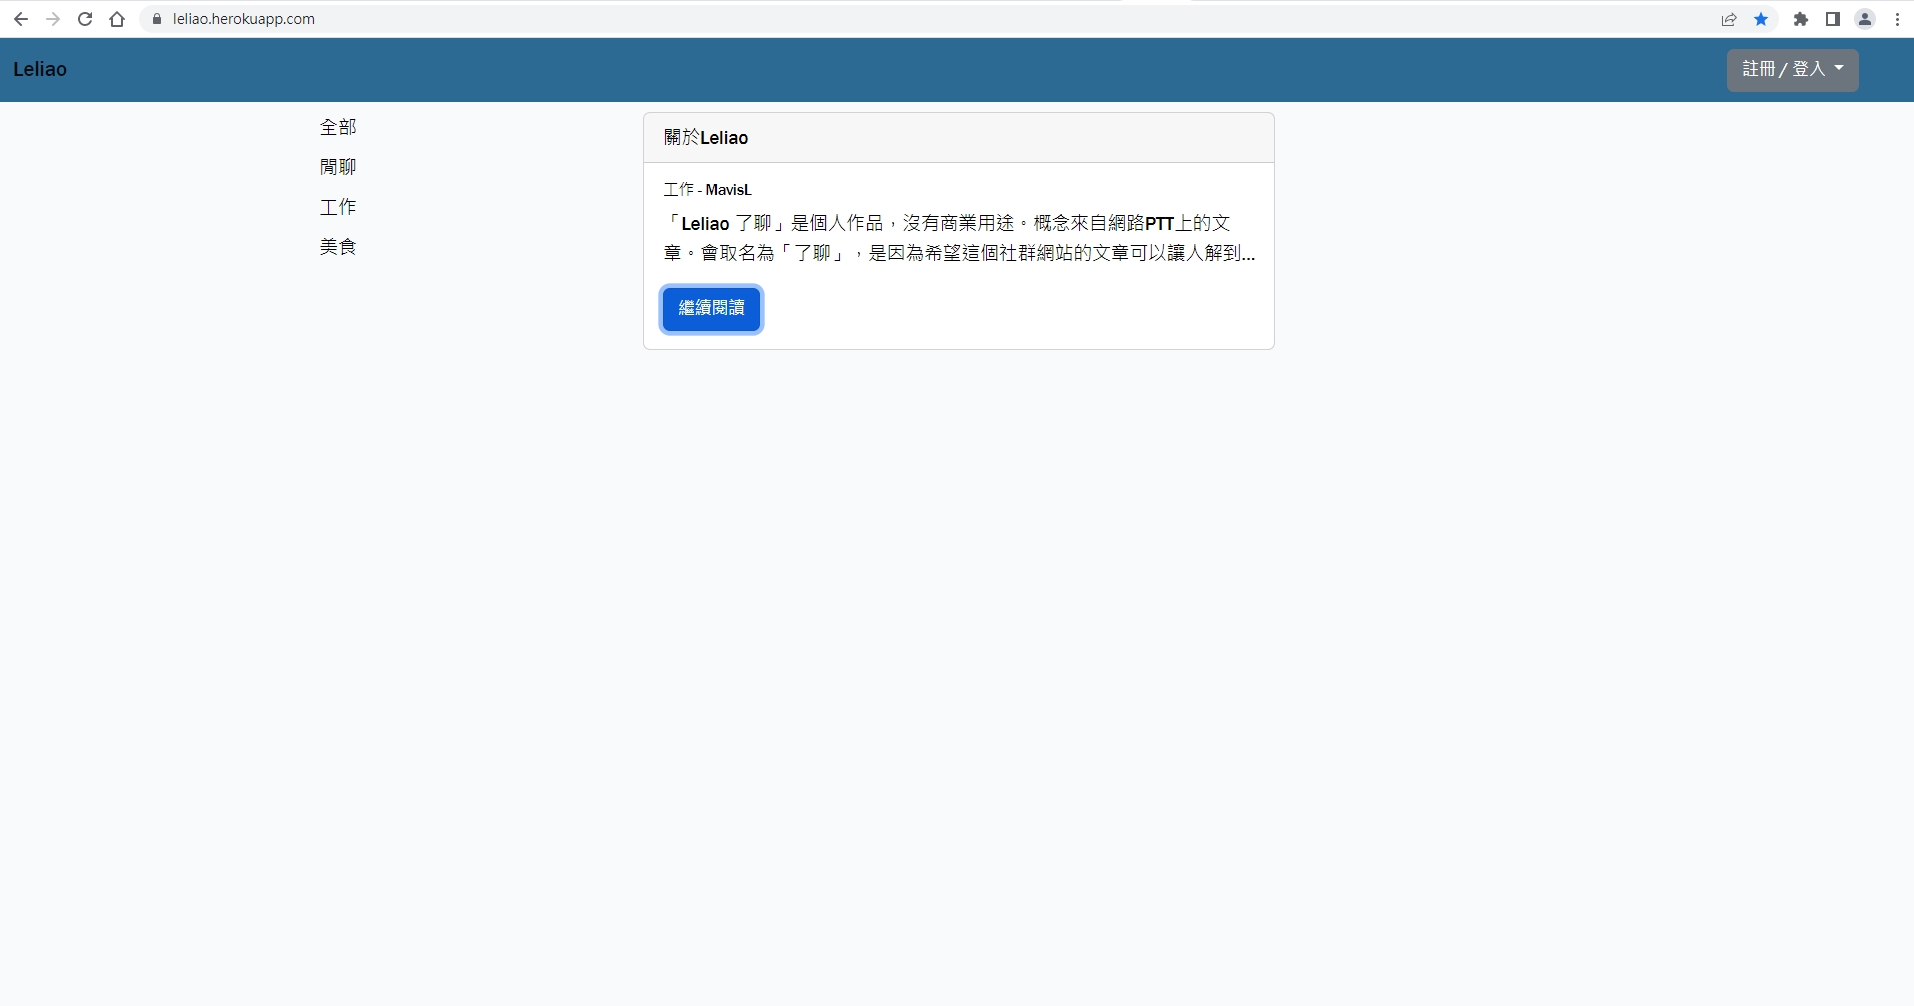 leliao.herokuapp.com
Leliao
註冊 / 登入
全部
閒聊
工作
美食
關於Leliao
工作 - MavisL
「Leliao 了聊」是個人作品，沒有商業用途。概念來自網路PTT上的文
章。會取名為「了聊」，是因為希望這個社群網站的文章可以讓人解到...
繼續閱讀